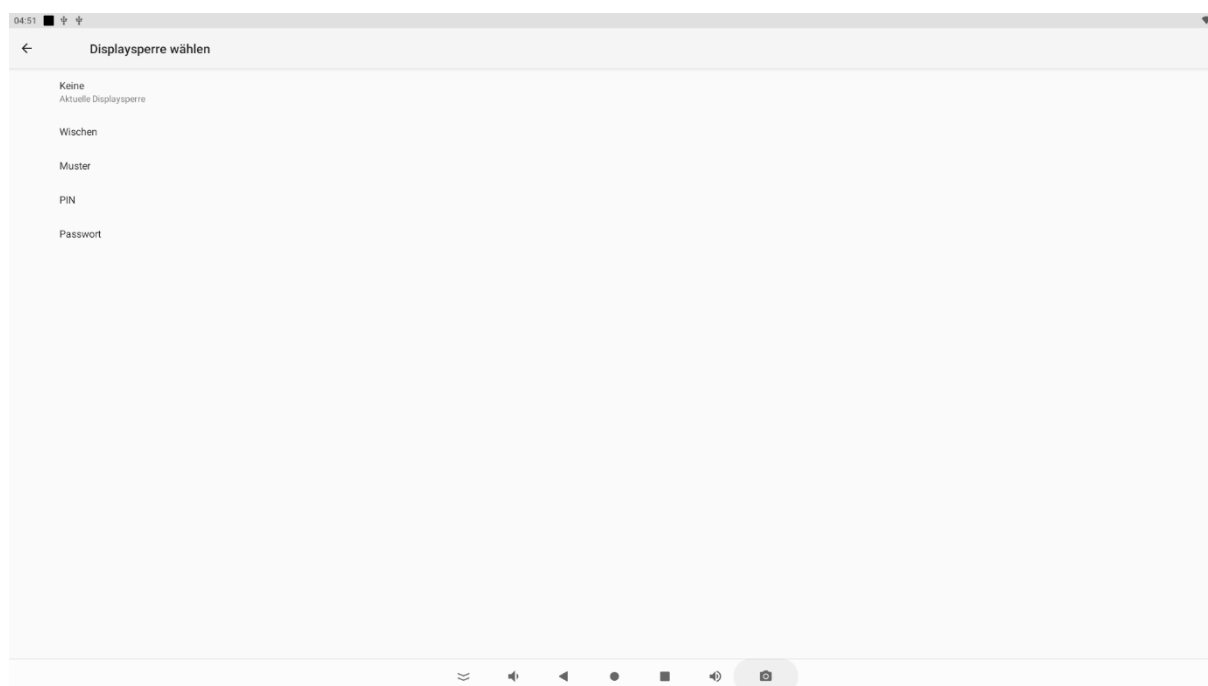 04:51
Displaysperre wählen
Keine
Aktuelle Displaysperre
Wischen
Muster
PIN
Passwort